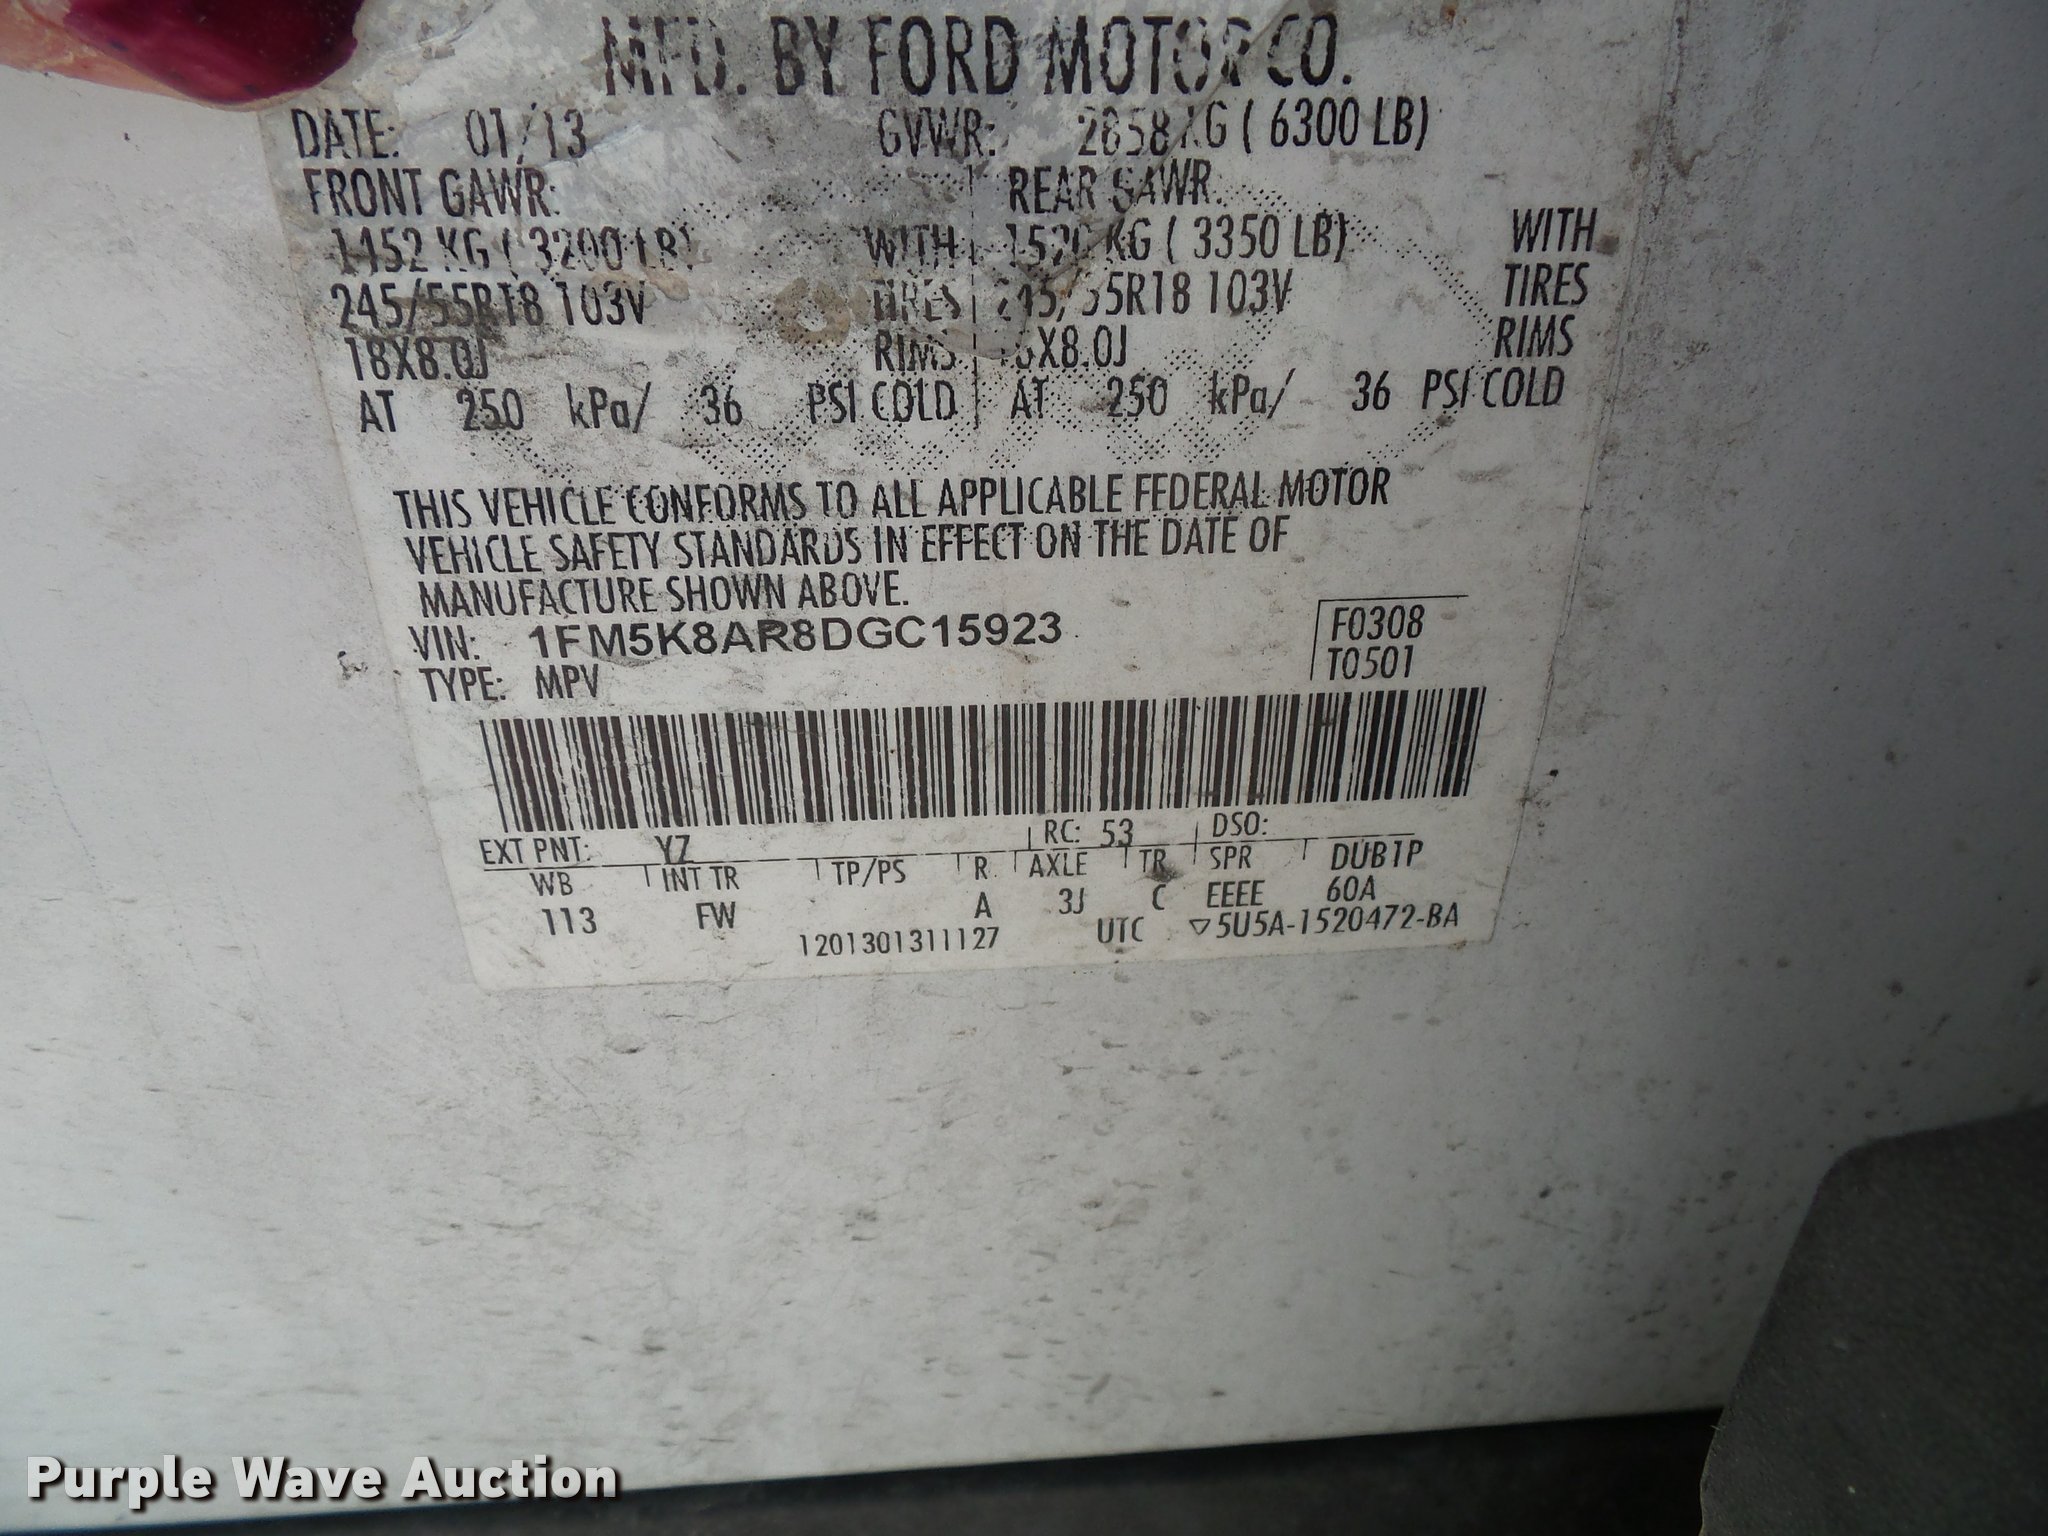 MFD. BY FORD MOTOR CO.
DATE: 01/13 GVWR: 2858 KG ( 6300 LB)
FRONT GAWR: REAR GAWR:
1452 KG ( 3200 LB) WITH 1520 KG ( 3350 LB) WITH
245/55R18 103V TIRES 245/55R18 103V TIRES
18X8.0J RIMS 18X8.0J RIMS
AT 250 kPa/ 36 PSI COLD AT 250 kPa/ 36 PSI COLD
THIS VEHICLE CONFORMS TO ALL APPLICABLE FEDERAL MOTOR
VEHICLE SAFETY STANDARDS IN EFFECT ON THE DATE OF
MANUFACTURE SHOWN ABOVE.
VIN: 1FM5K8AR8DGC15923 F0308
TYPE: MPV T0501
EXT PNT: YZ RC: 53 DSO:
WB INT TR TP/PS R AXLE TR SPR DUB1P
113 FW A 3J C EEEE 60A
1201301311127 UTC ▽5U5A-1520472-BA
Purple Wave Auction